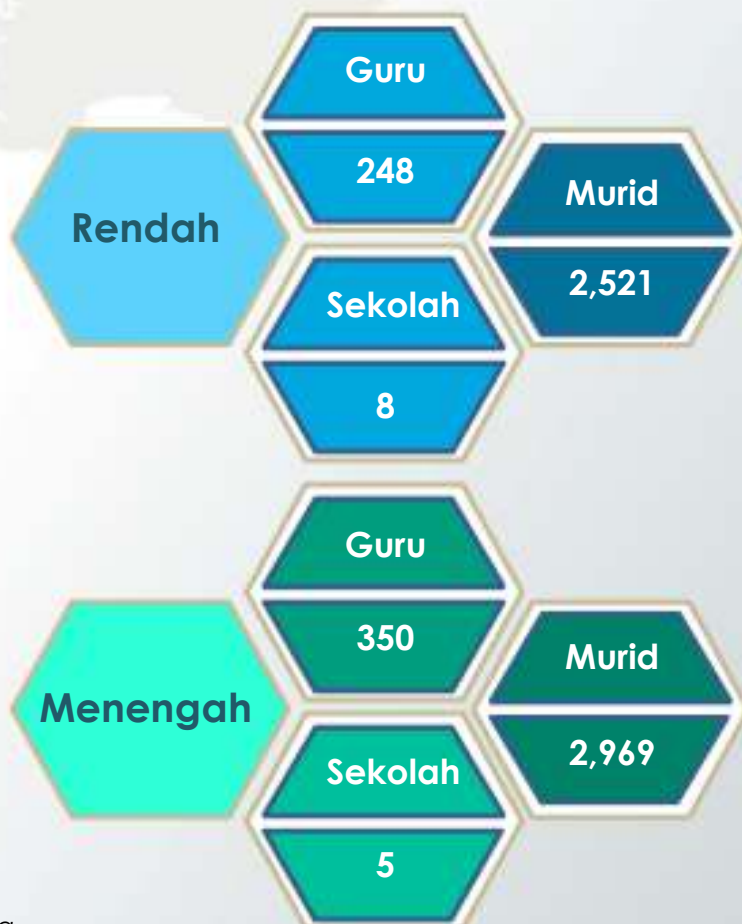 Rendah
Guru
248
Sekolah
8
Murid
2,521
Menengah
Guru
350
Sekolah
5
Murid
2,969